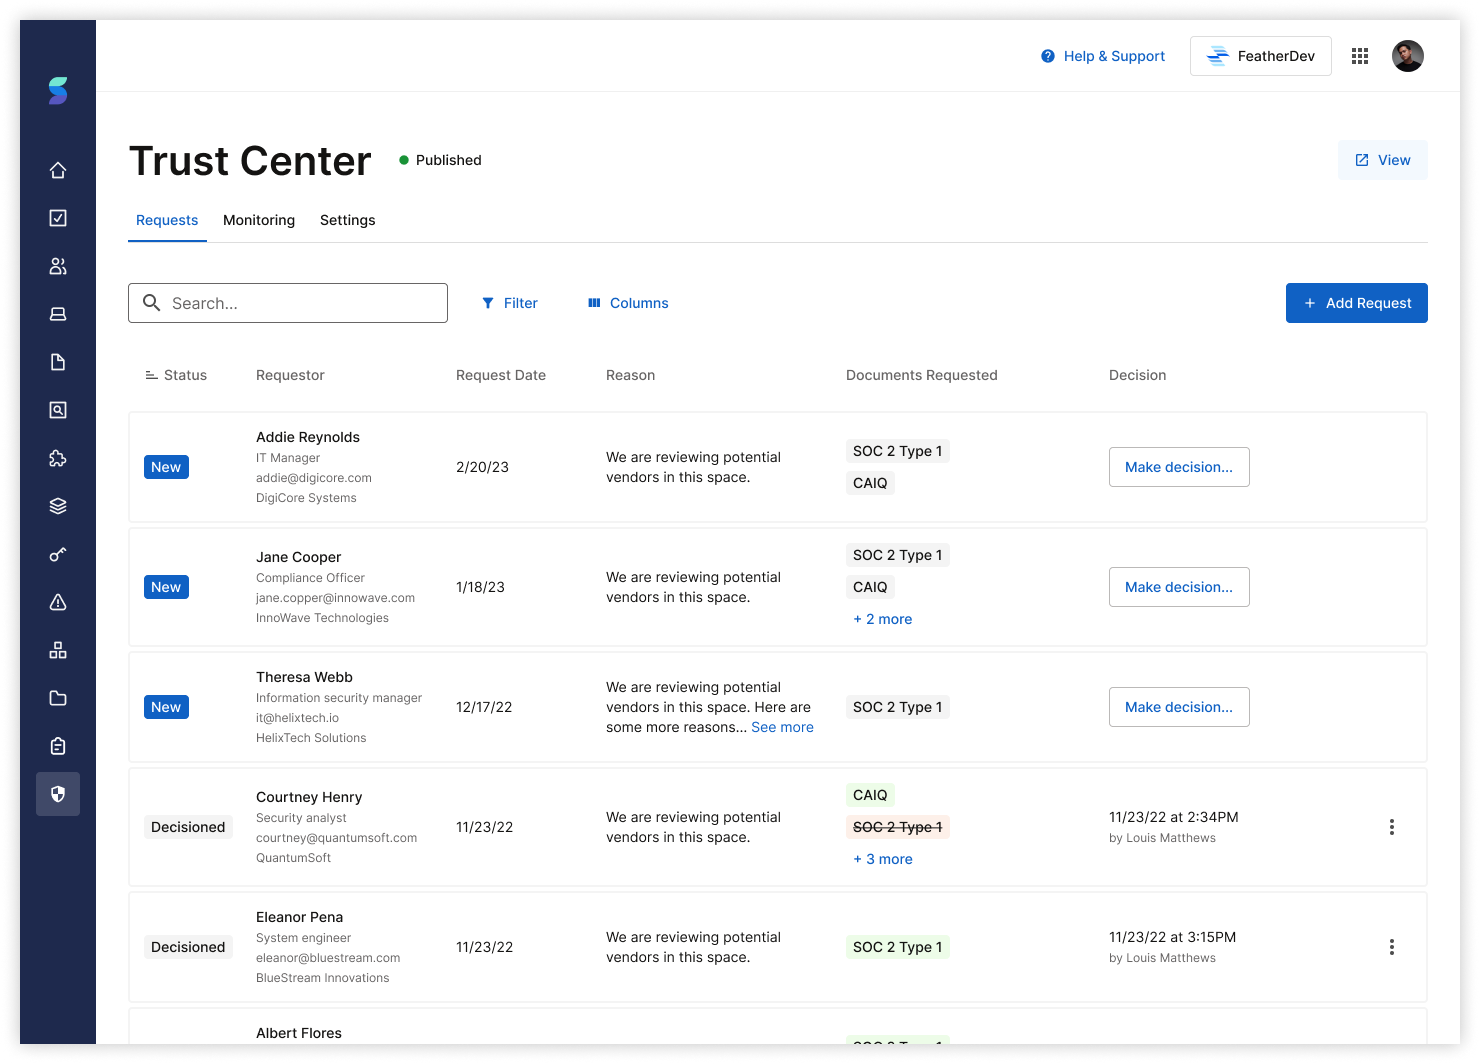 Help & Support
FeatherDev
Trust Center
Published
View
Requests Monitoring Settings
Search...
Filter
Columns
Add Request
Status Requestor Request Date Reason Documents Requested Decision
New
Addie Reynolds
IT Manager
addie@digicore.com
DigiCore Systems
2/20/23
We are reviewing potential
vendors in this space.
SOC 2 Type 1
CAIQ
Make decision...
New
Jane Cooper
Compliance Officer
jane.copper@innowave.com
InnoWave Technologies
1/18/23
We are reviewing potential
vendors in this space.
SOC 2 Type 1
CAIQ
+ 2 more
Make decision...
New
Theresa Webb
Information security manager
it@helixtech.io
HelixTech Solutions
12/17/22
We are reviewing potential
vendors in this space. Here are
some more reasons... See more
SOC 2 Type 1
Make decision...
Decisioned
Courtney Henry
Security analyst
courtney@quantumsoft.com
QuantumSoft
11/23/22
We are reviewing potential
vendors in this space.
CAIQ
SOC 2 Type 1
+ 3 more
11/23/22 at 2:34PM
by Louis Matthews
Decisioned
Eleanor Pena
System engineer
eleanor@bluestream.com
BlueStream Innovations
11/23/22
We are reviewing potential
vendors in this space.
SOC 2 Type 1
11/23/22 at 3:15PM
by Louis Matthews
Albert Flores